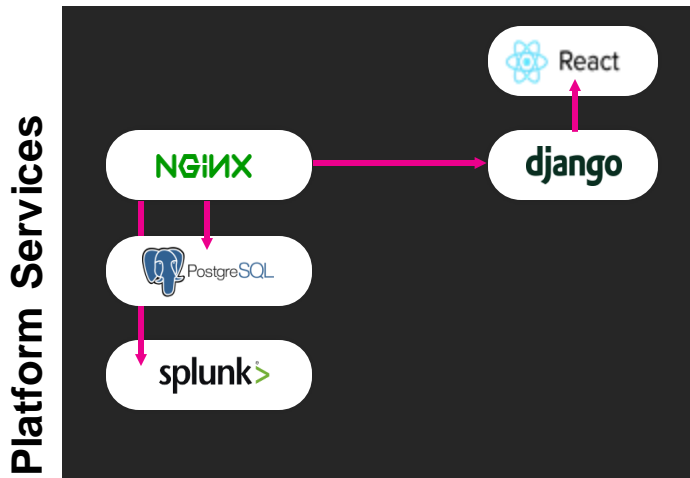 Platform Services
React
NGINX
django
PostgreSQL
splunk>